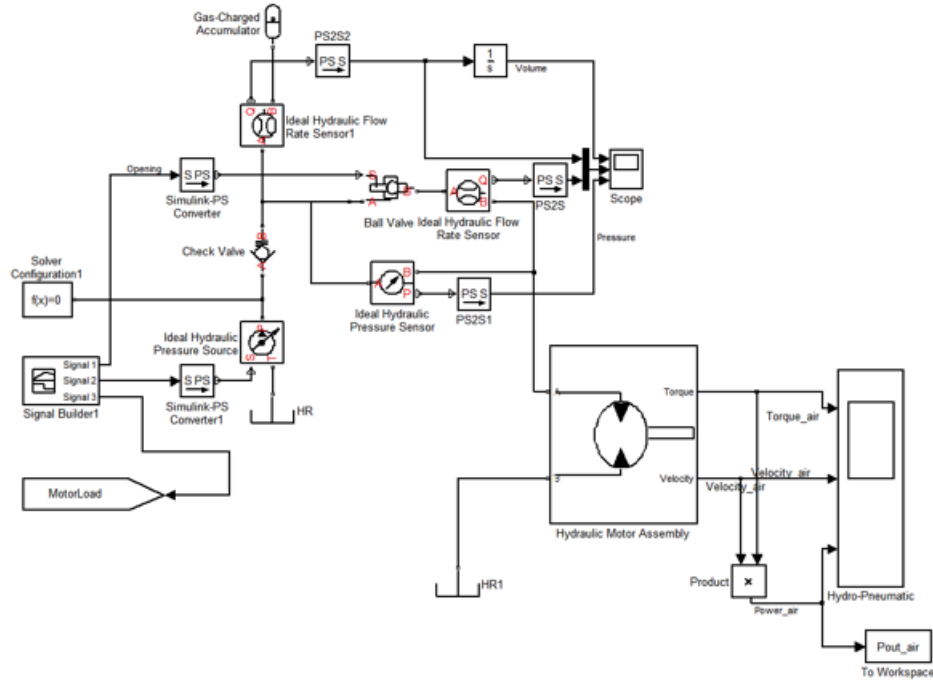 Gas-Charged
Accumulator
PS2S2
PS S
1
s
Volume
Q
B
A
Ideal Hydraulic Flow
Rate Sensor1
Opening
S PS
Simulink-PS
Converter
S
A
B
Ball Valve
A
Q
B
Ideal Hydraulic Flow
Rate Sensor
PS S
PS2S
Scope
Pressure
B
A
Check Valve
Solver
Configuration1
f(x)=0
A
B
P
Ideal Hydraulic
Pressure Sensor
PS S
PS2S1
Ideal Hydraulic
Pressure Source
P
S
T
HR
Signal 1
Signal 2
Signal 3
Signal Builder1
S PS
Simulink-PS
Converter1
MotorLoad
A
B
Torque
Velocity
Hydraulic Motor Assembly
HR1
Torque_air
Velocity_air
Velocity_air
Product
×
Power_air
Hydro-Pneumatic
Pout_air
To Workspace